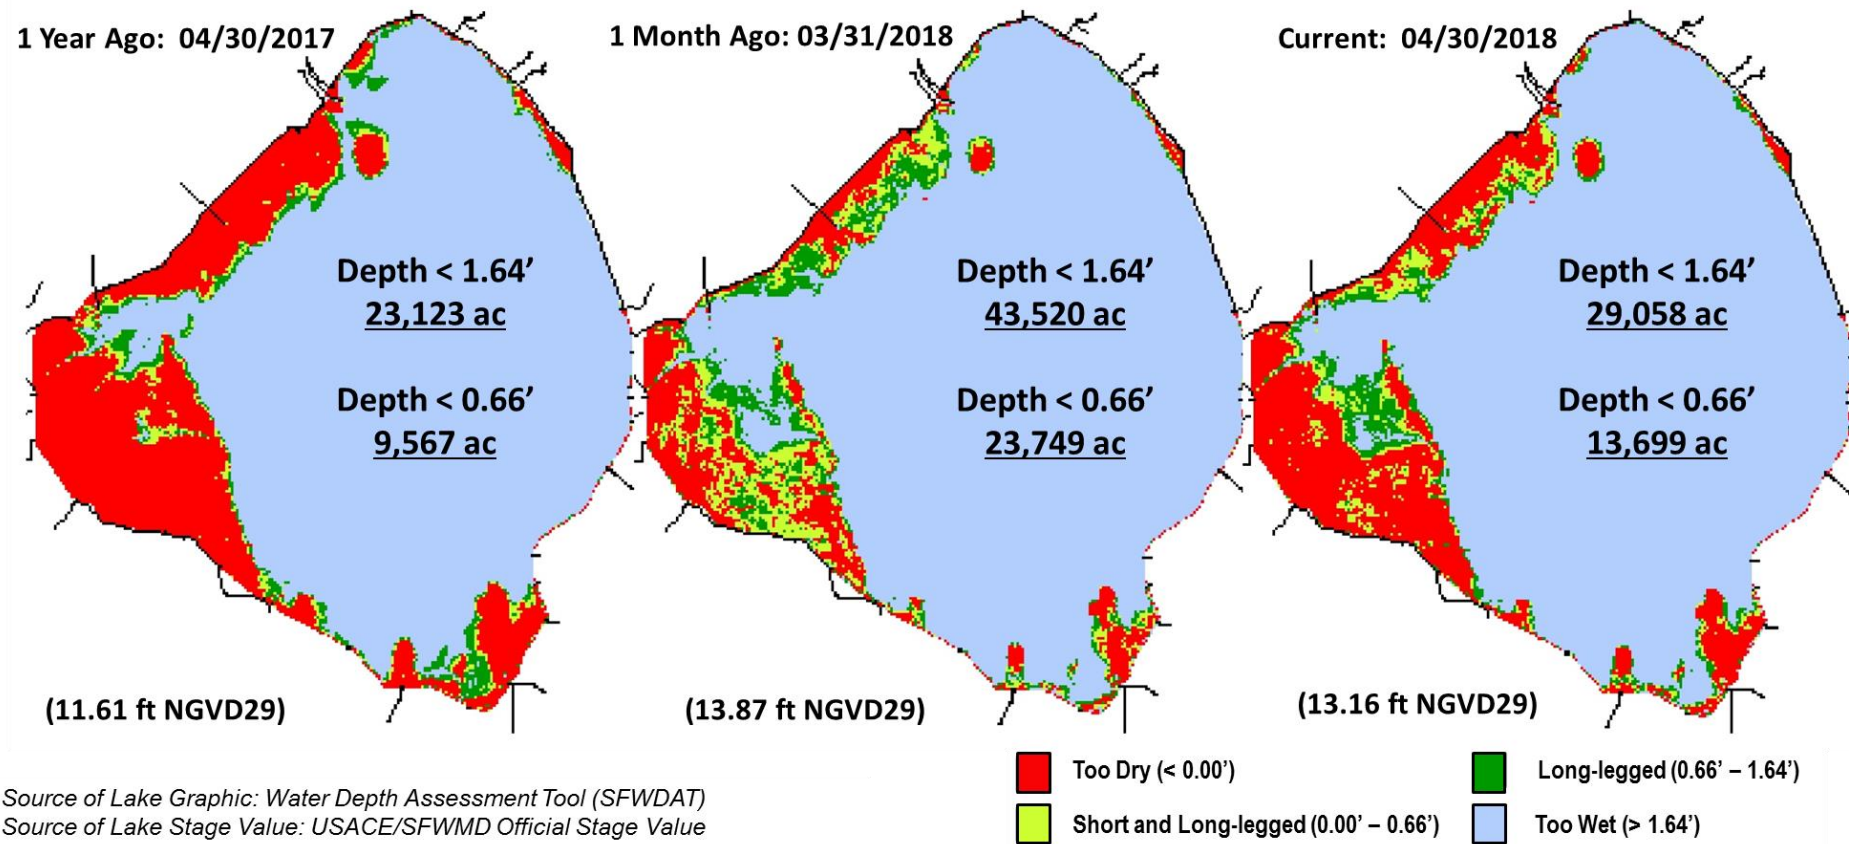 1 Year Ago: 04/30/2017
1 Month Ago: 03/31/2018
Current: 04/30/2018
Depth < 1.64’
23,123 ac
Depth < 0.66’
9,567 ac
Depth < 1.64’
43,520 ac
Depth < 0.66’
23,749 ac
Depth < 1.64’
29,058 ac
Depth < 0.66’
13,699 ac
(11.61 ft NGVD29)
(13.87 ft NGVD29)
(13.16 ft NGVD29)
Too Dry (< 0.00’)
Long-legged (0.66’ – 1.64’)
Short and Long-legged (0.00’ – 0.66’)
Too Wet (> 1.64’)
Source of Lake Graphic: Water Depth Assessment Tool (SFWDAT)
Source of Lake Stage Value: USACE/SFWMD Official Stage Value